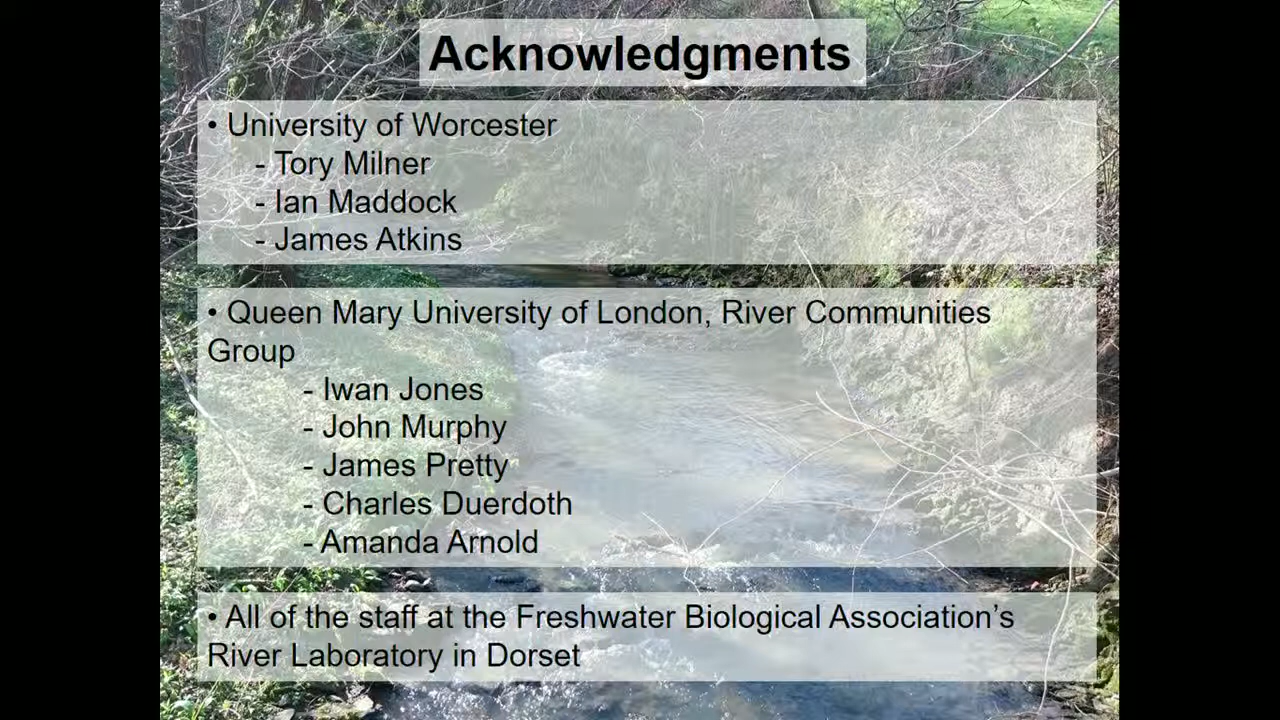 Acknowledgments
• University of Worcester
- Tory Milner
- Ian Maddock
- James Atkins
• Queen Mary University of London, River Communities
Group
- Iwan Jones
- John Murphy
- James Pretty
- Charles Duerdoth
- Amanda Arnold
• All of the staff at the Freshwater Biological Association’s
River Laboratory in Dorset